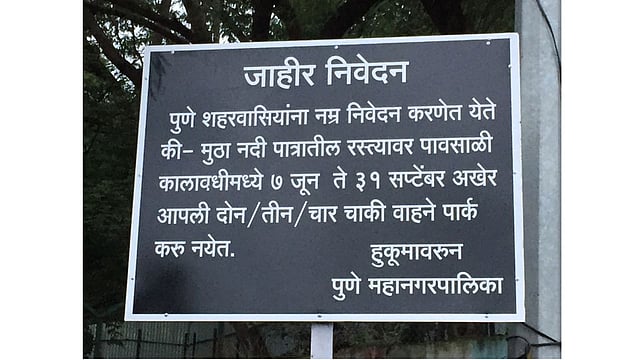 जाहीर निवेदन
पुणे शहरवासियांना नम्र निवेदन करणेत येते
की- मुठा नदी पात्रातील रस्त्यावर पावसाळी
कालावधीमध्ये ७ जून ते ३१ सप्टेंबर अखेर
आपली दोन/तीन/चार चाकी वाहने पार्क
करु नयेत.
हुकूमावरुन
पुणे महानगरपालिका